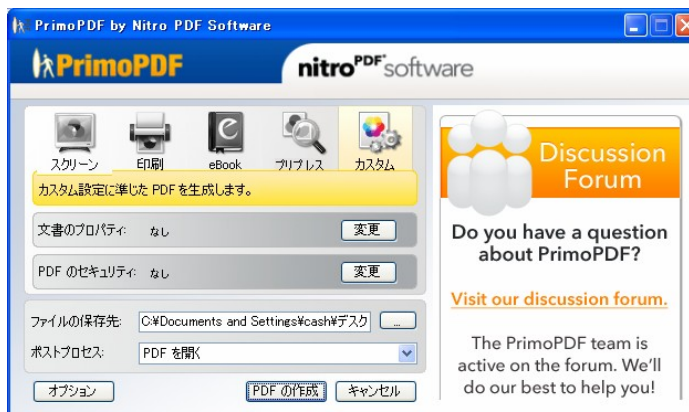 PrimoPDF by Nitro PDF Software
PrimoPDF
nitroPDF®software
スクリーン 印刷 eBook プリプレス カスタム
カスタム設定に準じた PDF を生成します。
文書のプロパティ: なし 変更
PDF のセキュリティ: なし 変更
ファイルの保存先: C:¥Documents and Settings¥cash¥デスク ...
ポストプロセス: PDF を開く
オプション PDF の作成 キャンセル
Discussion
Forum
Do you have a question
about PrimoPDF?
Visit our discussion forum.
The PrimoPDF team is
active on the forum. We'll
do our best to help you!